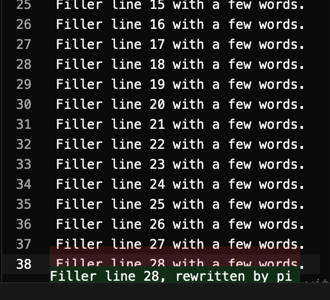 25 Filler line 15 with a few words.
26 Filler line 16 with a few words.
27 Filler line 17 with a few words.
28 Filler line 18 with a few words.
29 Filler line 19 with a few words.
30 Filler line 20 with a few words.
31 Filler line 21 with a few words.
32 Filler line 22 with a few words.
33 Filler line 23 with a few words.
34 Filler line 24 with a few words.
35 Filler line 25 with a few words.
36 Filler line 26 with a few words.
37 Filler line 27 with a few words.
38 Filler line 28 with a few words.
Filler line 28, rewritten by pi